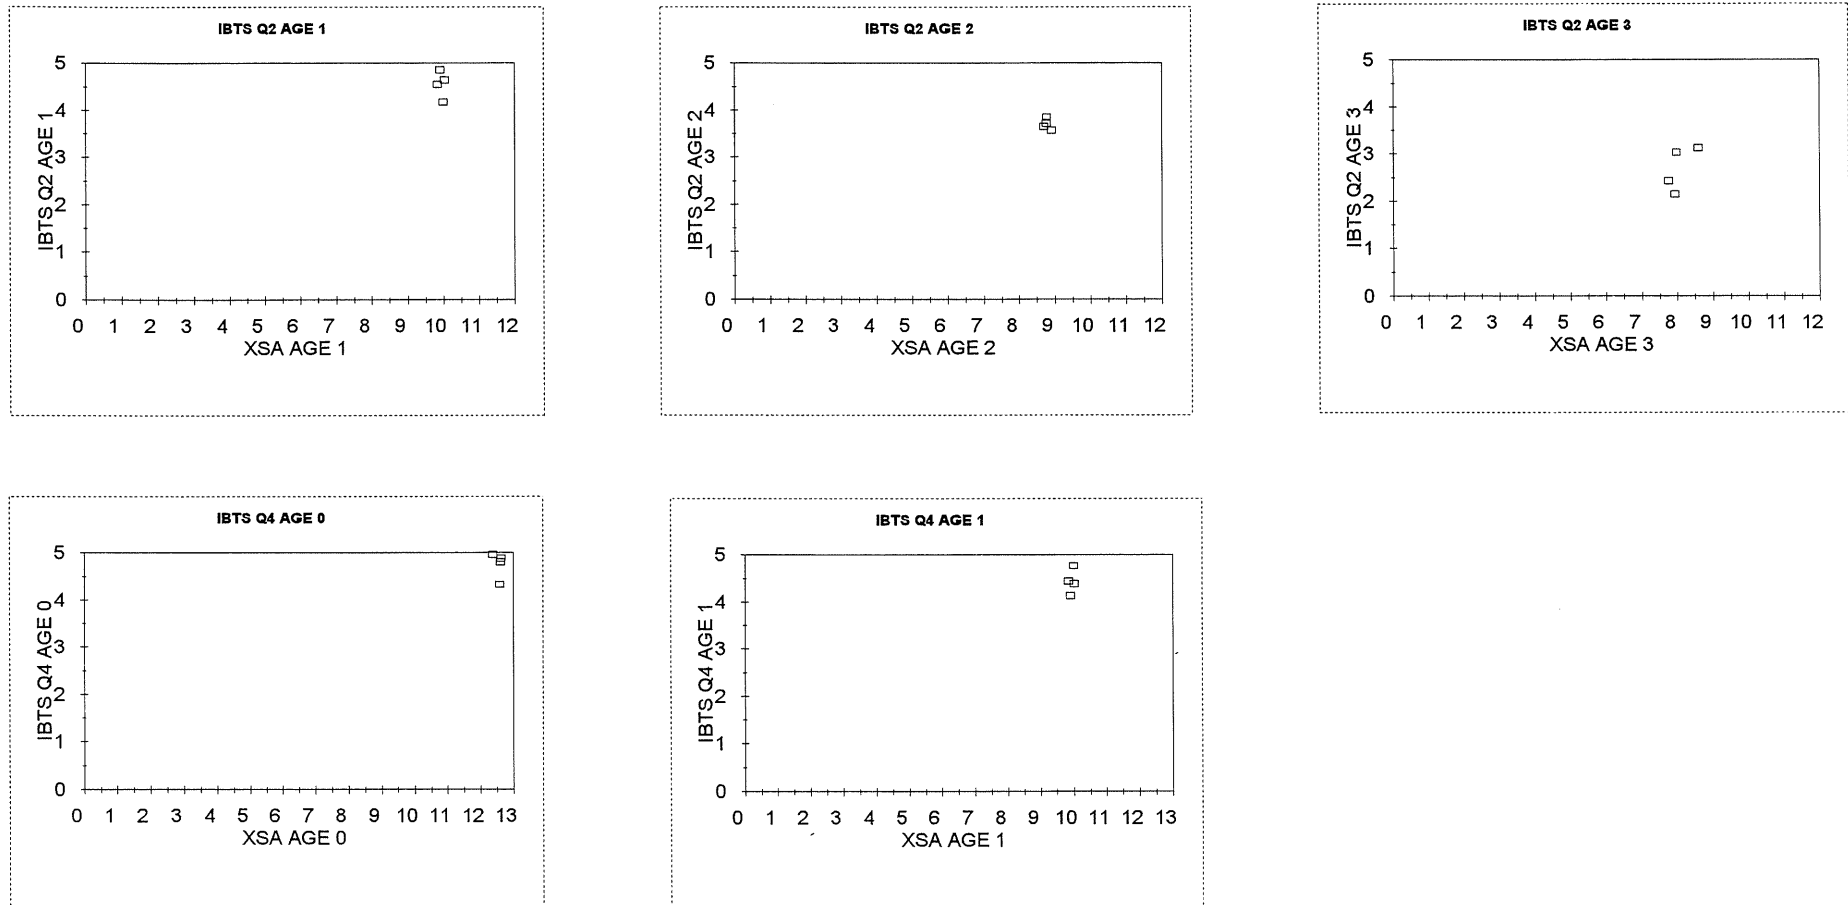 IBTS Q2 AGE 1
IBTS Q2 AGE 1
5
4
3
2
1
0
0 1 2 3 4 5 6 7 8 9 10 11 12
XSA AGE 1
IBTS Q2 AGE 2
IBTS Q2 AGE 2
5
4
3
2
1
0
0 1 2 3 4 5 6 7 8 9 10 11 12
XSA AGE 2
IBTS Q2 AGE 3
IBTS Q2 AGE 3
5
4
3
2
1
0
0 1 2 3 4 5 6 7 8 9 10 11 12
XSA AGE 3
IBTS Q4 AGE 0
IBTS Q4 AGE 0
5
4
3
2
1
0
0 1 2 3 4 5 6 7 8 9 10 11 12 13
XSA AGE 0
IBTS Q4 AGE 1
IBTS Q4 AGE 1
5
4
3
2
1
0
0 1 2 3 4 5 6 7 8 9 10 11 12 13
XSA AGE 1